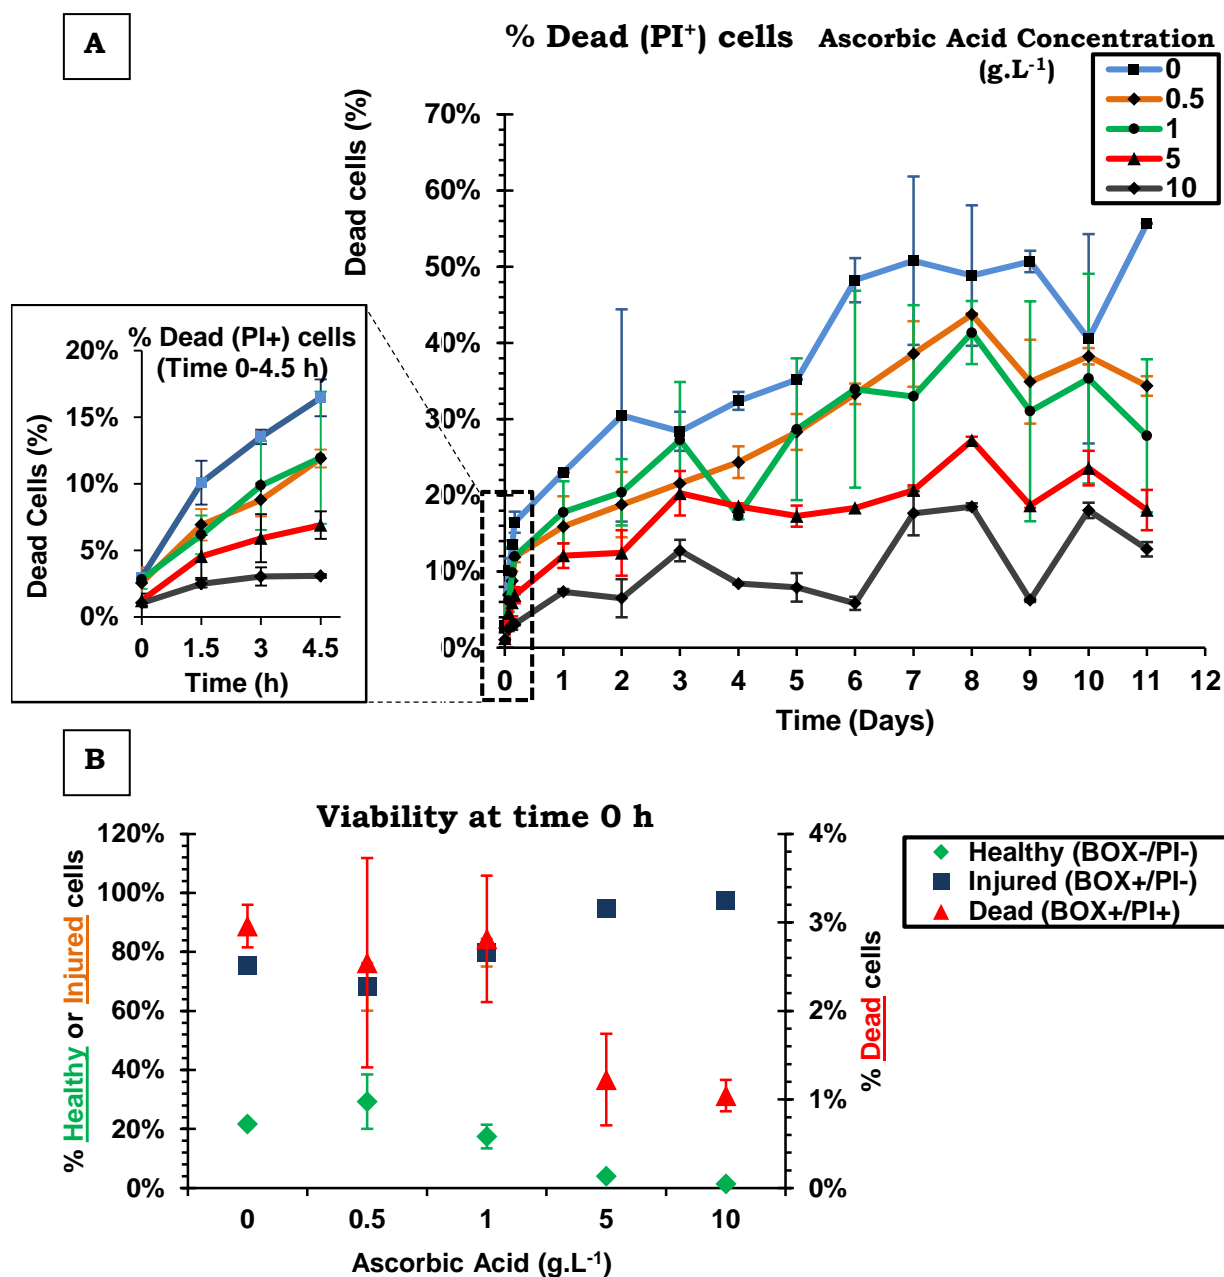 A
% Dead (PI+) cells
Ascorbic Acid Concentration
(g.L-1)
0
0.5
1
5
10
Dead cells (%)
70%
60%
50%
40%
30%
20%
10%
0%
0 1 2 3 4 5 6 7 8 9 10 11 12
Time (Days)
% Dead (PI+) cells
(Time 0-4.5 h)
Dead Cells (%)
20%
15%
10%
5%
0%
0 1.5 3 4.5
Time (h)
B
Viability at time 0 h
% Healthy or Injured cells
120%
100%
80%
60%
40%
20%
0%
4%
3%
2%
1%
0%
% Dead cells
0 0.5 1 5 10
Ascorbic Acid (g.L-1)
Healthy (BOX-/PI-)
Injured (BOX+/PI-)
Dead (BOX+/PI+)